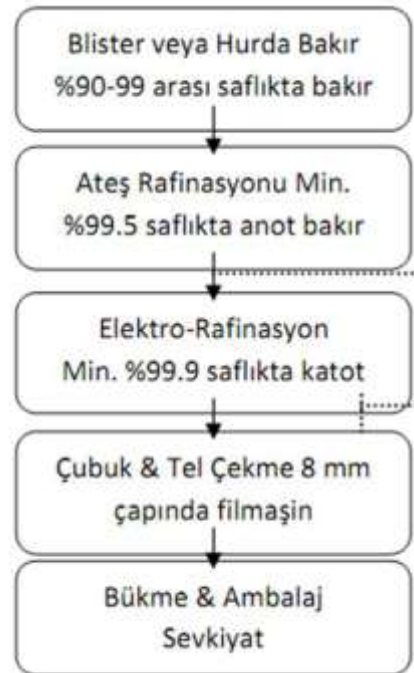 Blister veya Hurda Bakır
%90-99 arası saflıkta bakır
Ateş Rafinasyonu Min.
%99.5 saflıkta anot bakır
Elektro-Rafinasyon
Min. %99.9 saflıkta katot
Çubuk & Tel Çekme 8 mm
çapında filmaşin
Bükme & Ambalaj
Sevkiyat